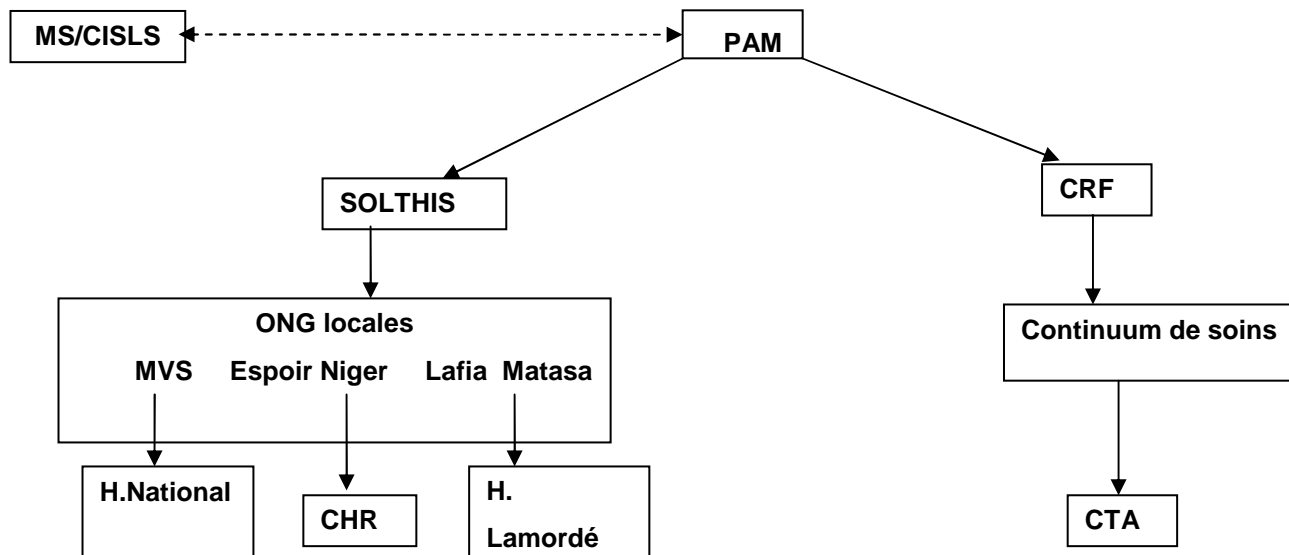 MS/CISLS
PAM
SOLTHIS
CRF
ONG locales
MVS Espoir Niger Lafia Matasa
Continuum de soins
H.National
CHR
H.
Lamordé
CTA